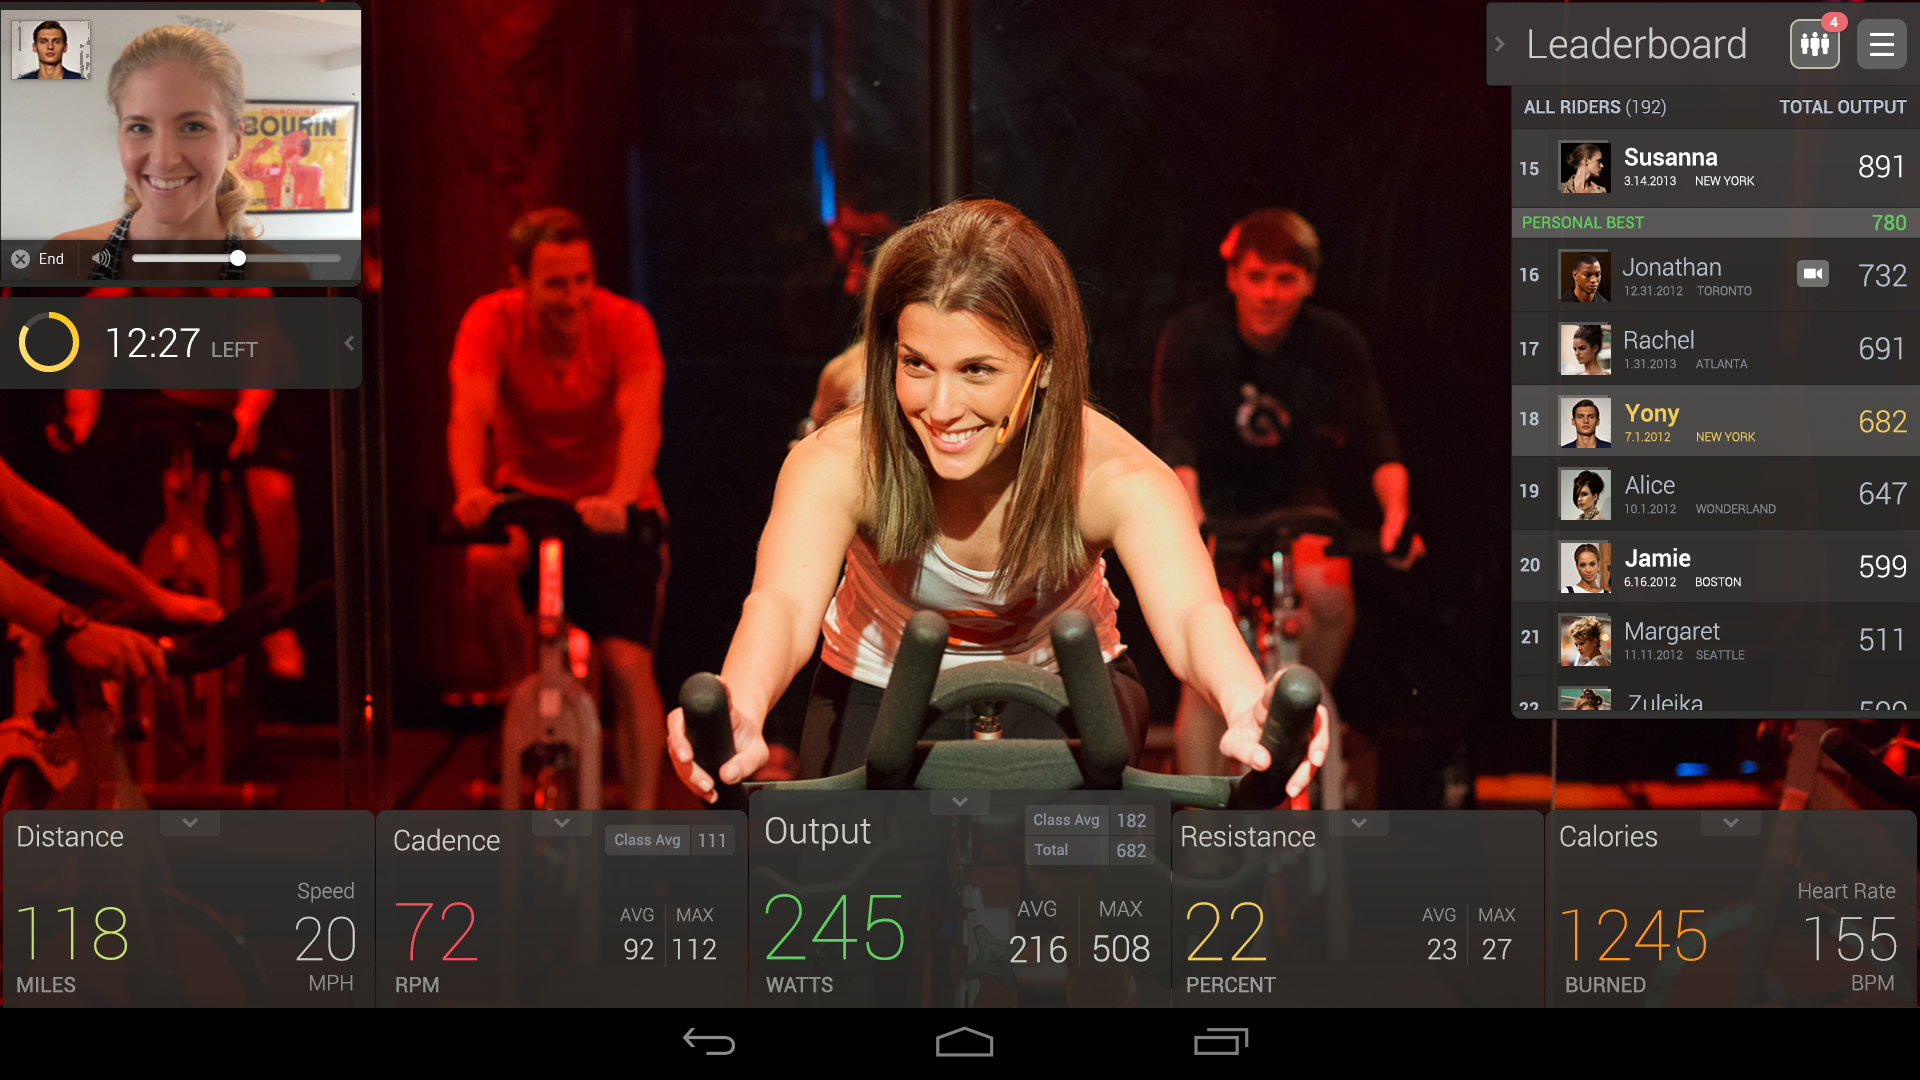 BOURIN
End
12:27 LEFT
Leaderboard
4
ALL RIDERS (192) TOTAL OUTPUT
15 Susanna 891
3.14.2013 NEW YORK
PERSONAL BEST 780
16 Jonathan 732
12.31.2012 TORONTO
17 Rachel 691
1.31.2013 ATLANTA
18 Yony 682
7.1.2012 NEW YORK
19 Alice 647
10.1.2012 WONDERLAND
20 Jamie 599
6.16.2012 BOSTON
21 Margaret 511
11.11.2012 SEATTLE
22 Zuleika
Distance
118
MILES
Speed
20
MPH
Cadence
Class Avg 111
72
RPM
AVG MAX
92 112
Output
Class Avg 182
Total 682
245
WATTS
AVG MAX
216 508
Resistance
22
PERCENT
AVG MAX
23 27
Calories
1245
BURNED
Heart Rate
155
BPM